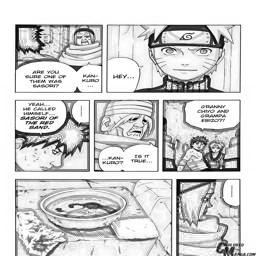 HEY...
KAN-
KURO...
ARE YOU
SURE ONE OF
THEM WAS
SASORI?
GRANNY
CHIYO AND
GRAMPA
EBIZO?!
IS IT
TRUE...
...KAN-
KURO?
YEAH...
HE CALLED
HIMSELF...
SASORI OF
THE RED
SAND.